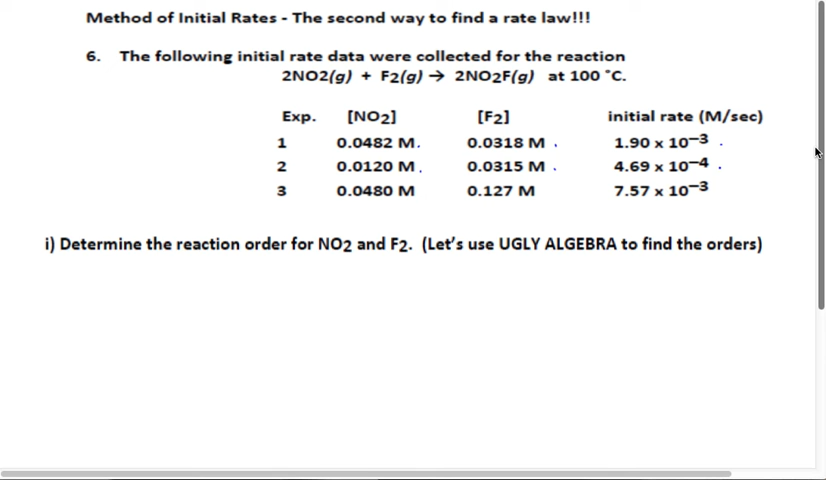 Method of Initial Rates - The second way to find a rate law!!!
6. The following initial rate data were collected for the reaction
2NO2(g) + F2(g) → 2NO2F(g) at 100 ˚C.
Exp. [NO2] [F2] initial rate (M/sec)
1 0.0482 M. 0.0318 M . 1.90 x 10−3 .
2 0.0120 M . 0.0315 M . 4.69 x 10−4 .
3 0.0480 M 0.127 M 7.57 x 10−3
i) Determine the reaction order for NO2 and F2. (Let's use UGLY ALGEBRA to find the orders)